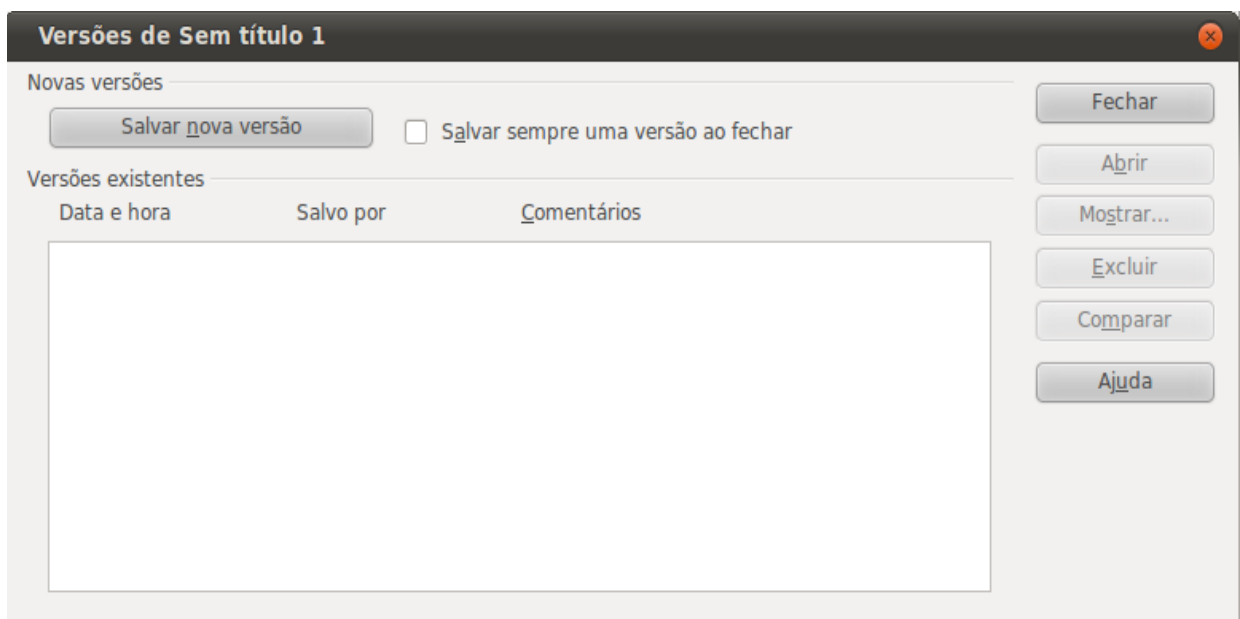 Versões de Sem título 1
Novas versões
Salvar nova versão
Salvar sempre uma versão ao fechar
Versões existentes
Data e hora Salvo por Comentários
Fechar
Abrir
Mostrar...
Excluir
Comparar
Ajuda